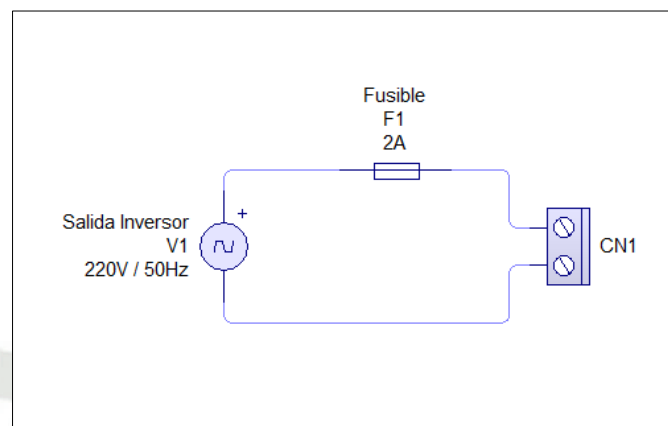 Fusible
F1
2A
Salida Inversor
V1
220V / 50Hz
+
CN1